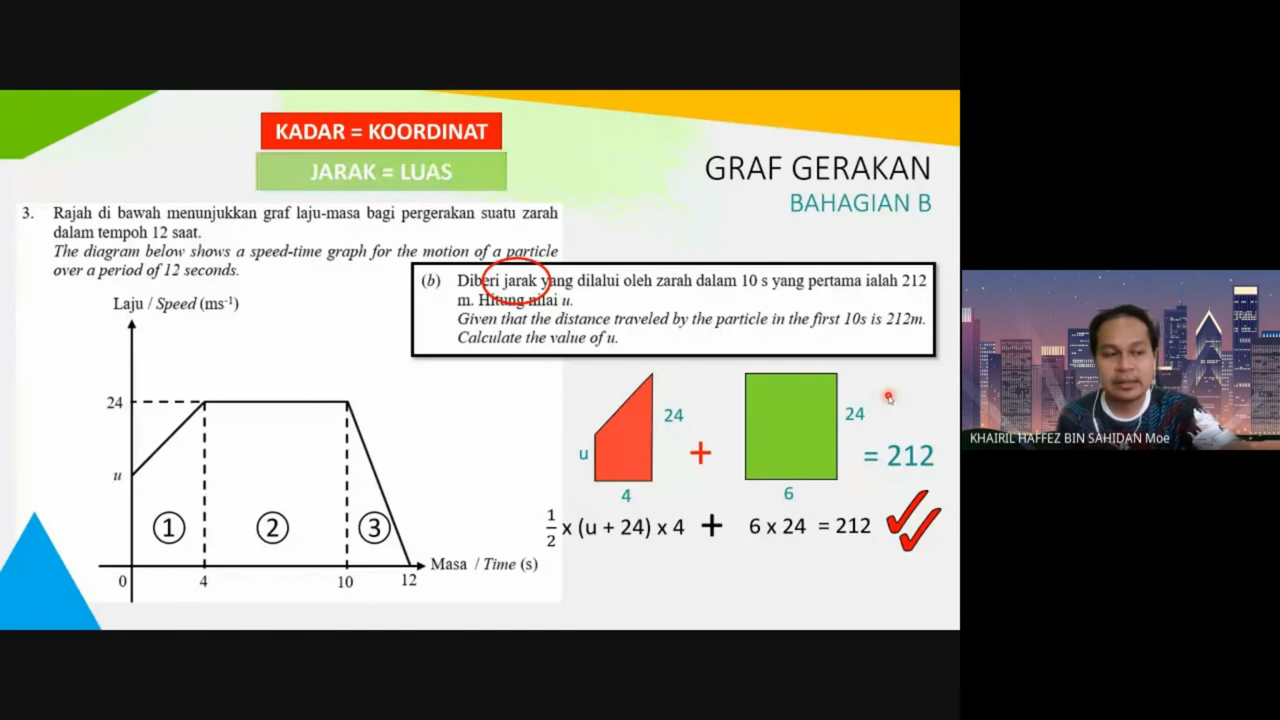 KADAR = KOORDINAT
JARAK = LUAS
GRAF GERAKAN
BAHAGIAN B
3. Rajah di bawah menunjukkan graf laju-masa bagi pergerakan suatu zarah
dalam tempoh 12 saat.
The diagram below shows a speed-time graph for the motion of a particle
over a period of 12 seconds.
(b) Diberi jarak yang dilalui oleh zarah dalam 10 s yang pertama ialah 212
m. Hitung nilai u.
Given that the distance traveled by the particle in the first 10s is 212m.
Calculate the value of u.
Laju / Speed (ms⁻¹)
24
u
1 2 3
0 4 10 12
Masa / Time (s)
u 24 4 + 24 6 = 212
1/2 x (u + 24) x 4 + 6 x 24 = 212
KHAIRIL HAFFEZ BIN SAHIDAN Moe